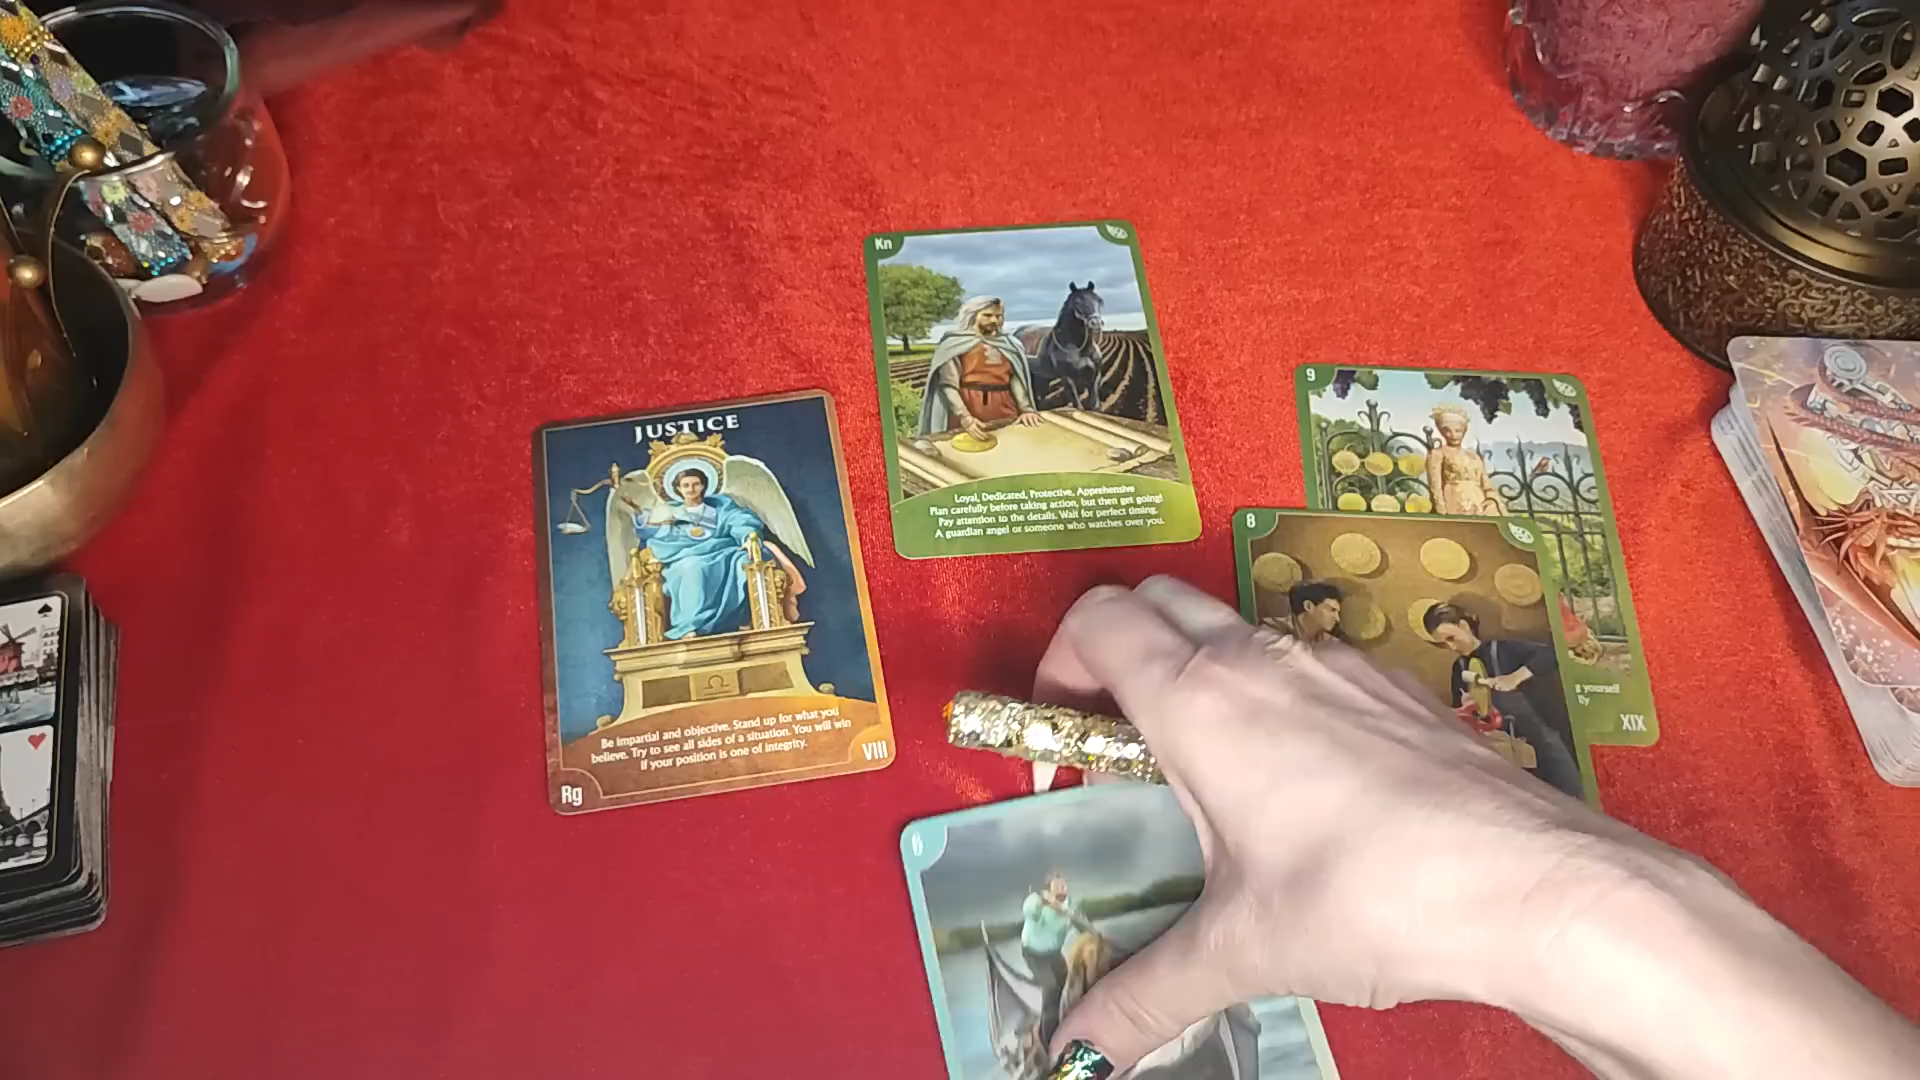 JUSTICE
Be impartial and objective. Stand up for what you
believe. Try to see all sides of a situation. You will win
if your position is one of integrity.
VIII
Rg
Kn
Loyal, Dedicated, Protective, Apprehensive
Plan carefully before taking action, but then get going!
Pay attention to the details. Wait for perfect timing.
A guardian angel or someone who watches over you.
9
yourself
XIX
8
6